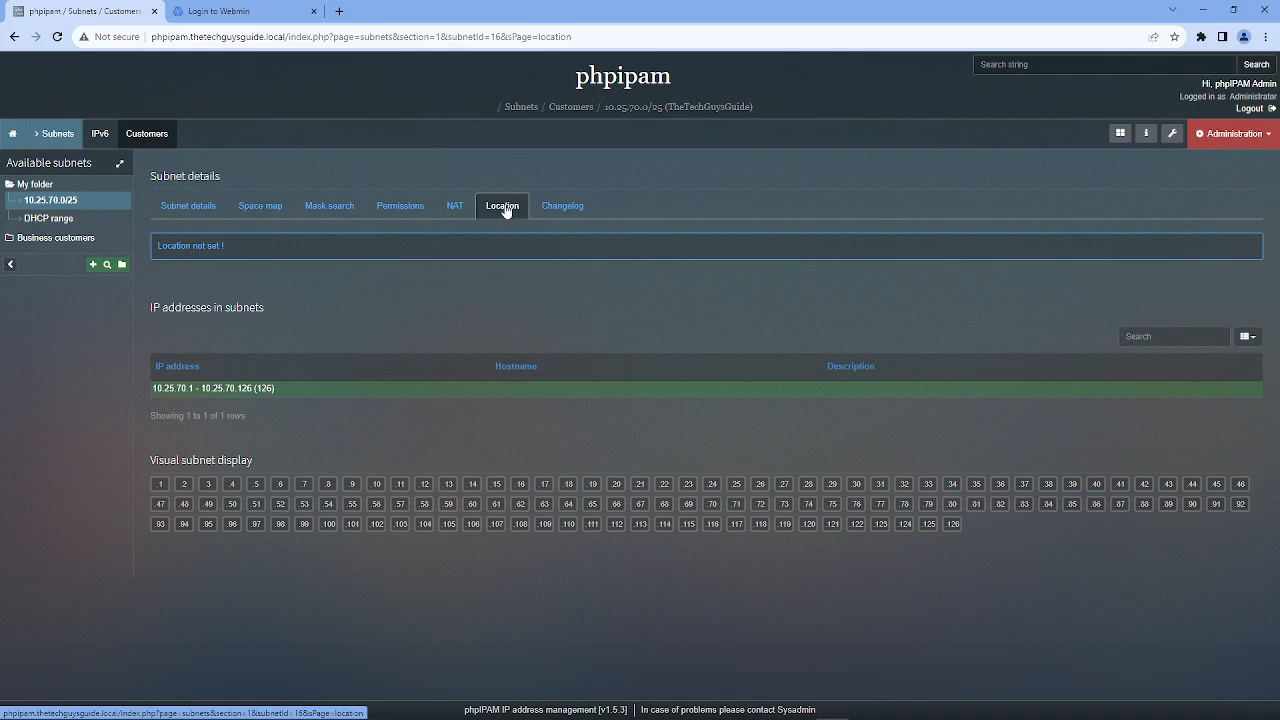 phpipam / Subnets / Customers
Login to Webmin
Not secure
phpipam.thetechguysguide.local/index.php?page=subnets&section=1&subnetId=16&sPage=location
phpipam
/ Subnets / Customers / 10.25.70.0/25 (TheTechGuysGuide)
Search string
Search
Hi, phpIPAM Admin
Logged in as Administrator
Logout
> Subnets
IPv6
Customers
Administration
Available subnets
My folder
10.25.70.0/25
DHCP range
Business customers
Subnet details
Subnet details Space map Mask search Permissions NAT Location Changelog
Location not set !
IP addresses in subnets
Search
IP address Hostname Description
10.25.70.1 - 10.25.70.126 (126)
Showing 1 to 1 of 1 rows
Visual subnet display
.1 .2 .3 .4 .5 .6 .7 .8 .9 .10 .11 .12 .13 .14 .15 .16 .17 .18 .19 .20 .21 .22 .23 .24 .25 .26 .27 .28 .29 .30 .31 .32 .33 .34 .35 .36 .37 .38 .39 .40 .41 .42 .43 .44 .45 .46
.47 .48 .49 .50 .51 .52 .53 .54 .55 .56 .57 .58 .59 .60 .61 .62 .63 .64 .65 .66 .67 .68 .69 .70 .71 .72 .73 .74 .75 .76 .77 .78 .79 .80 .81 .82 .83 .84 .85 .86 .87 .88 .89 .90 .91 .92
.93 .94 .95 .96 .97 .98 .99 .100 .101 .102 .103 .104 .105 .106 .107 .108 .109 .110 .111 .112 .113 .114 .115 .116 .117 .118 .119 .120 .121 .122 .123 .124 .125 .126
phpipam.thetechguysguide.local/index.php?page=subnets&section=1&subnetId=16&sPage=location
phpIPAM IP address management [v1.5.3]
In case of problems please contact Sysadmin